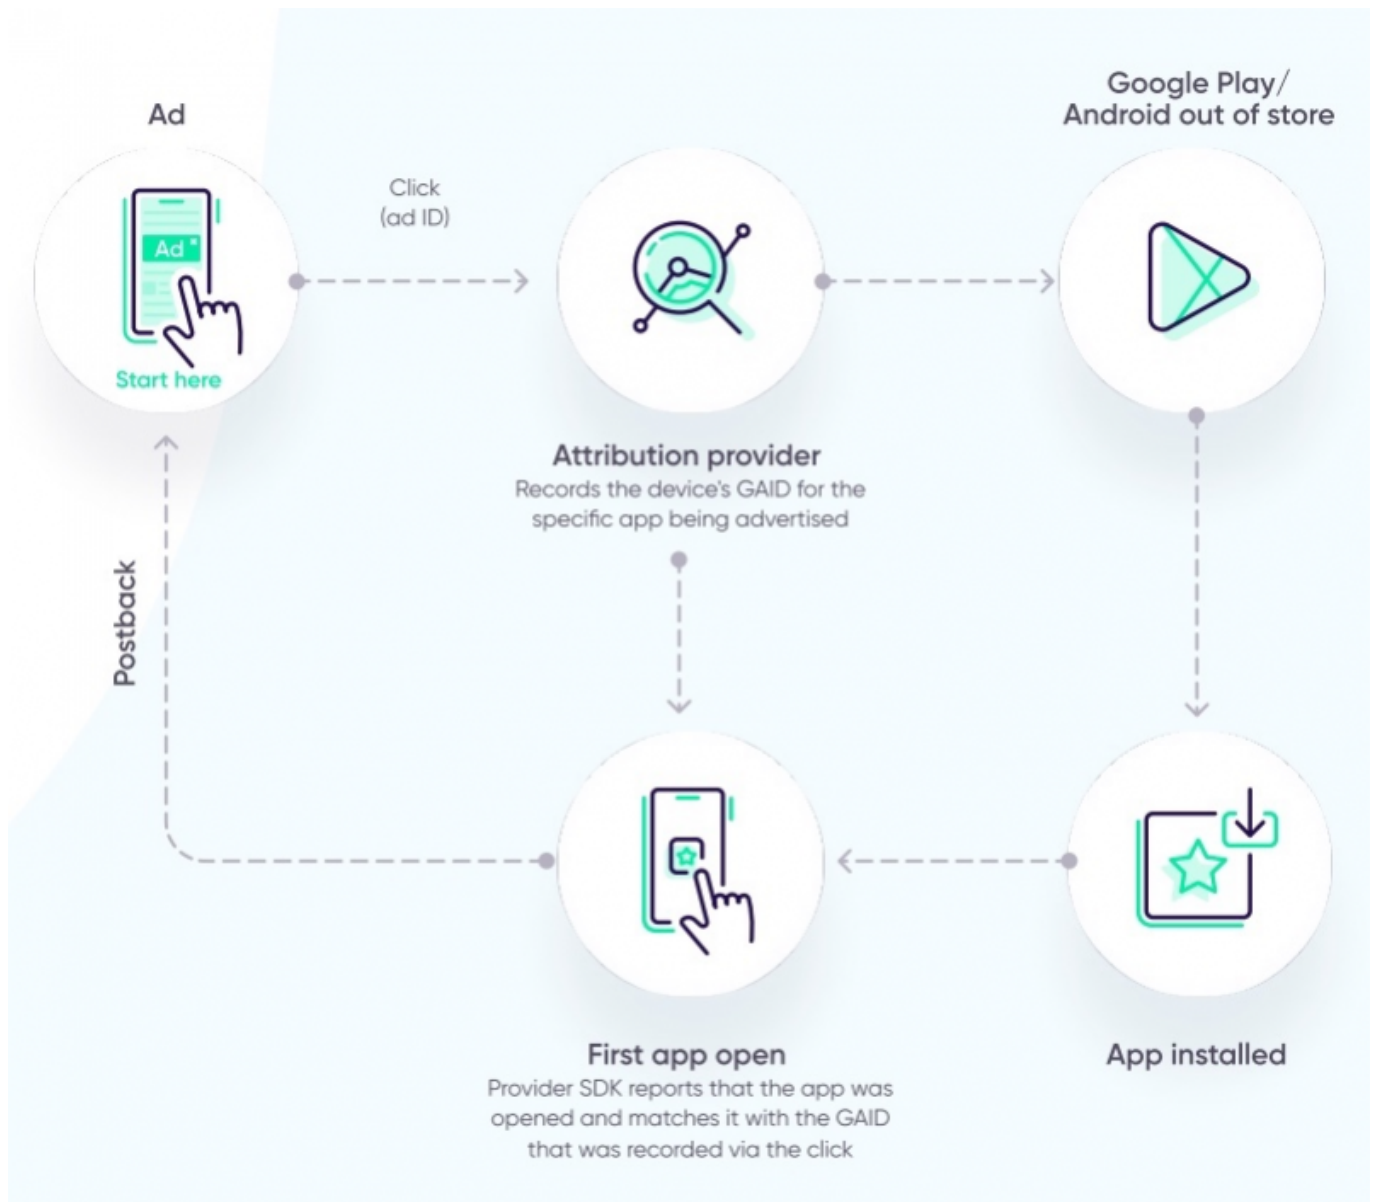 Ad
Google Play/
Android out of store
Click
(ad ID)
Ad
Start here
Attribution provider
Records the device's GAID for the
specific app being advertised
Postback
First app open
Provider SDK reports that the app was
opened and matches it with the GAID
that was recorded via the click
App installed